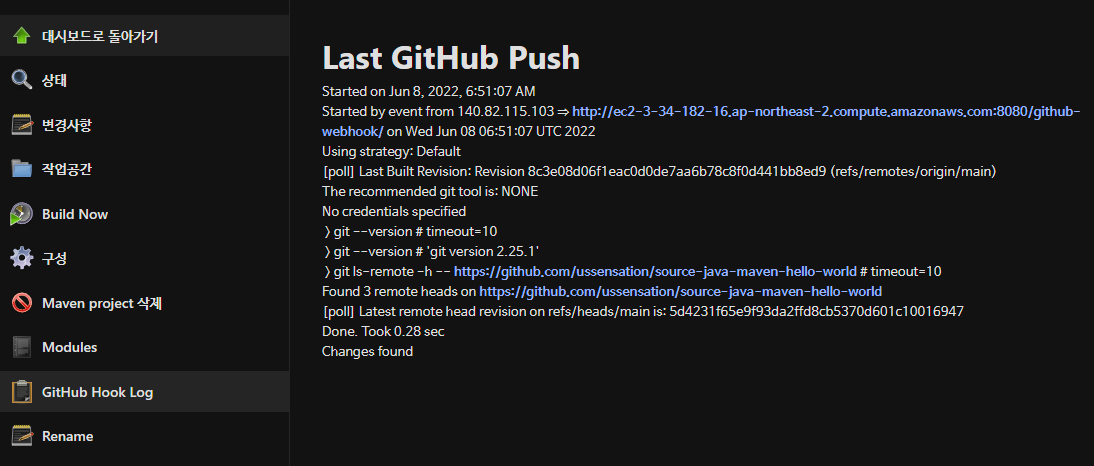 대시보드로 돌아가기
상태
변경사항
작업공간
Build Now
구성
Maven project 삭제
Modules
GitHub Hook Log
Rename
Last GitHub Push
Started on Jun 8, 2022, 6:51:07 AM
Started by event from 140.82.115.103 ⇒ http://ec2-3-34-182-16.ap-northeast-2.compute.amazonaws.com:8080/github-
webhook/ on Wed Jun 08 06:51:07 UTC 2022
Using strategy: Default
[poll] Last Built Revision: Revision 8c3e08d06f1eac0d0de7aa6b78c8f0d441bb8ed9 (refs/remotes/origin/main)
The recommended git tool is: NONE
No credentials specified
> git --version # timeout=10
> git --version # 'git version 2.25.1'
> git ls-remote -h -- https://github.com/ussensation/source-java-maven-hello-world # timeout=10
Found 3 remote heads on https://github.com/ussensation/source-java-maven-hello-world
[poll] Latest remote head revision on refs/heads/main is: 5d4231f65e9f93da2ffd8cb5370d601c10016947
Done. Took 0.28 sec
Changes found